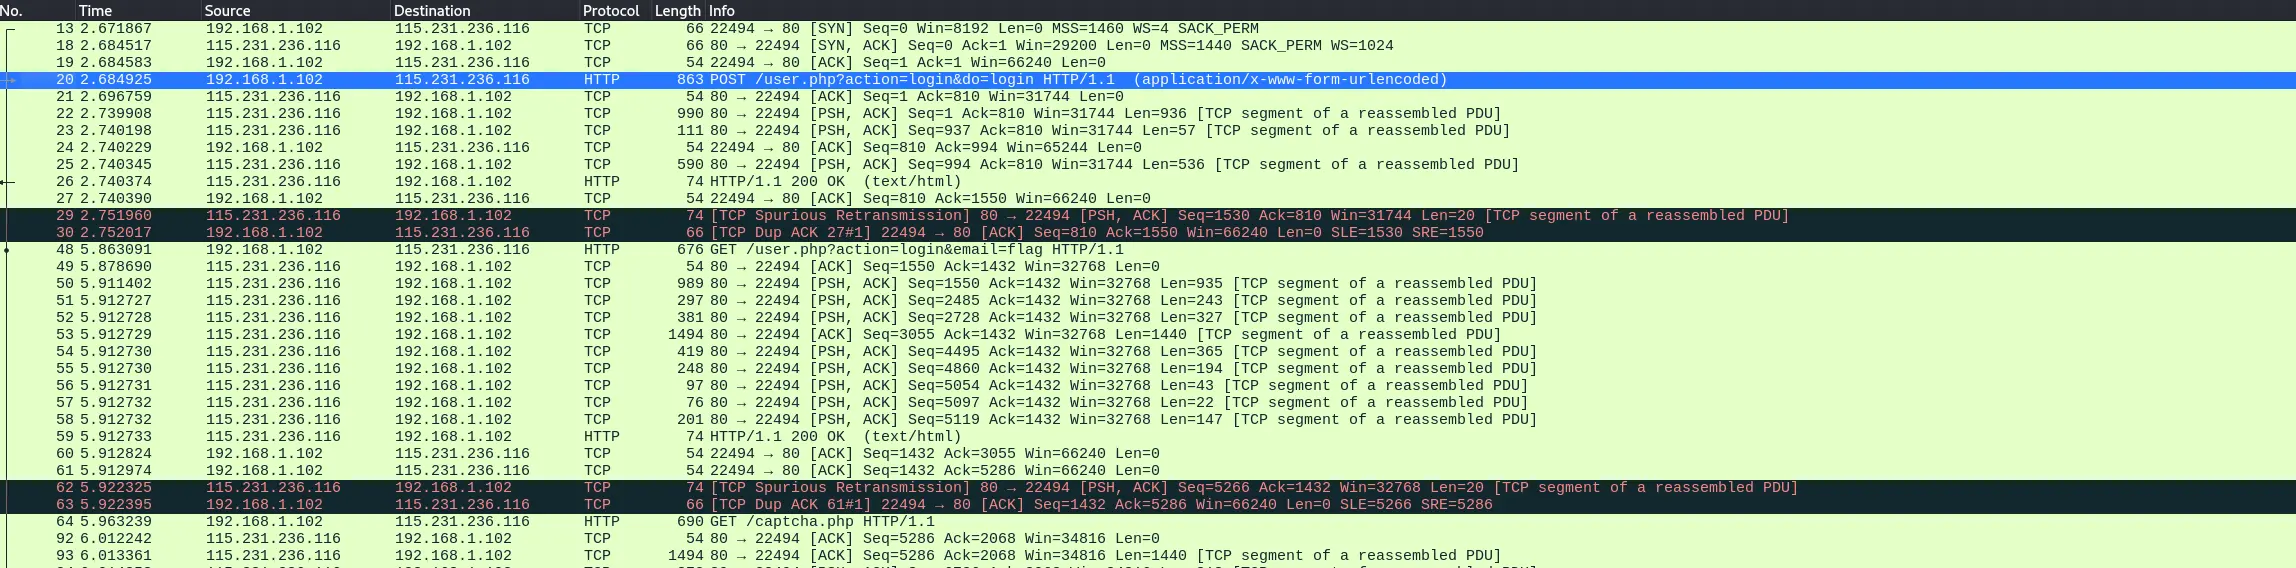 No. Time Source Destination Protocol Length Info
13 2.671867 192.168.1.102 115.231.236.116 TCP 66 22494 → 80 [SYN] Seq=0 Win=8192 Len=0 MSS=1460 WS=4 SACK_PERM
18 2.684517 115.231.236.116 192.168.1.102 TCP 66 80 → 22494 [SYN, ACK] Seq=0 Ack=1 Win=29200 Len=0 MSS=1440 SACK_PERM WS=1024
19 2.684583 192.168.1.102 115.231.236.116 TCP 54 22494 → 80 [ACK] Seq=1 Ack=1 Win=66240 Len=0
20 2.684925 192.168.1.102 115.231.236.116 HTTP 863 POST /user.php?action=login&do=login HTTP/1.1  (application/x-www-form-urlencoded)
21 2.696759 115.231.236.116 192.168.1.102 TCP 54 80 → 22494 [ACK] Seq=1 Ack=810 Win=31744 Len=0
22 2.739908 115.231.236.116 192.168.1.102 TCP 990 80 → 22494 [PSH, ACK] Seq=1 Ack=810 Win=31744 Len=936 [TCP segment of a reassembled PDU]
23 2.740198 115.231.236.116 192.168.1.102 TCP 111 80 → 22494 [PSH, ACK] Seq=937 Ack=810 Win=31744 Len=57 [TCP segment of a reassembled PDU]
24 2.740229 192.168.1.102 115.231.236.116 TCP 54 22494 → 80 [ACK] Seq=810 Ack=994 Win=65244 Len=0
25 2.740345 115.231.236.116 192.168.1.102 TCP 590 80 → 22494 [PSH, ACK] Seq=994 Ack=810 Win=31744 Len=536 [TCP segment of a reassembled PDU]
26 2.740374 115.231.236.116 192.168.1.102 HTTP 74 HTTP/1.1 200 OK  (text/html)
27 2.740390 192.168.1.102 115.231.236.116 TCP 54 22494 → 80 [ACK] Seq=810 Ack=1550 Win=66240 Len=0
29 2.751960 115.231.236.116 192.168.1.102 TCP 74 [TCP Spurious Retransmission] 80 → 22494 [PSH, ACK] Seq=1530 Ack=810 Win=31744 Len=20 [TCP segment of a reassembled PDU]
30 2.752017 192.168.1.102 115.231.236.116 TCP 66 [TCP Dup ACK 27#1] 22494 → 80 [ACK] Seq=810 Ack=1550 Win=66240 Len=0 SLE=1530 SRE=1550
48 5.863091 192.168.1.102 115.231.236.116 HTTP 676 GET /user.php?action=login&email=flag HTTP/1.1
49 5.878690 115.231.236.116 192.168.1.102 TCP 54 80 → 22494 [ACK] Seq=1550 Ack=1432 Win=32768 Len=0
50 5.911402 115.231.236.116 192.168.1.102 TCP 989 80 → 22494 [PSH, ACK] Seq=1550 Ack=1432 Win=32768 Len=935 [TCP segment of a reassembled PDU]
51 5.912727 115.231.236.116 192.168.1.102 TCP 297 80 → 22494 [PSH, ACK] Seq=2485 Ack=1432 Win=32768 Len=243 [TCP segment of a reassembled PDU]
52 5.912728 115.231.236.116 192.168.1.102 TCP 381 80 → 22494 [PSH, ACK] Seq=2728 Ack=1432 Win=32768 Len=327 [TCP segment of a reassembled PDU]
53 5.912729 115.231.236.116 192.168.1.102 TCP 1494 80 → 22494 [ACK] Seq=3055 Ack=1432 Win=32768 Len=1440 [TCP segment of a reassembled PDU]
54 5.912730 115.231.236.116 192.168.1.102 TCP 419 80 → 22494 [PSH, ACK] Seq=4495 Ack=1432 Win=32768 Len=365 [TCP segment of a reassembled PDU]
55 5.912730 115.231.236.116 192.168.1.102 TCP 248 80 → 22494 [PSH, ACK] Seq=4860 Ack=1432 Win=32768 Len=194 [TCP segment of a reassembled PDU]
56 5.912731 115.231.236.116 192.168.1.102 TCP 97 80 → 22494 [PSH, ACK] Seq=5054 Ack=1432 Win=32768 Len=43 [TCP segment of a reassembled PDU]
57 5.912732 115.231.236.116 192.168.1.102 TCP 76 80 → 22494 [PSH, ACK] Seq=5097 Ack=1432 Win=32768 Len=22 [TCP segment of a reassembled PDU]
58 5.912732 115.231.236.116 192.168.1.102 TCP 201 80 → 22494 [PSH, ACK] Seq=5119 Ack=1432 Win=32768 Len=147 [TCP segment of a reassembled PDU]
59 5.912733 115.231.236.116 192.168.1.102 HTTP 74 HTTP/1.1 200 OK  (text/html)
60 5.912824 192.168.1.102 115.231.236.116 TCP 54 22494 → 80 [ACK] Seq=1432 Ack=3055 Win=66240 Len=0
61 5.912974 192.168.1.102 115.231.236.116 TCP 54 22494 → 80 [ACK] Seq=1432 Ack=5286 Win=66240 Len=0
62 5.922325 115.231.236.116 192.168.1.102 TCP 74 [TCP Spurious Retransmission] 80 → 22494 [PSH, ACK] Seq=5266 Ack=1432 Win=32768 Len=20 [TCP segment of a reassembled PDU]
63 5.922395 192.168.1.102 115.231.236.116 TCP 66 [TCP Dup ACK 61#1] 22494 → 80 [ACK] Seq=1432 Ack=5286 Win=66240 Len=0 SLE=5266 SRE=5286
64 5.963239 192.168.1.102 115.231.236.116 HTTP 690 GET /captcha.php HTTP/1.1
92 6.012242 115.231.236.116 192.168.1.102 TCP 54 80 → 22494 [ACK] Seq=5286 Ack=2068 Win=34816 Len=0
93 6.013361 115.231.236.116 192.168.1.102 TCP 1494 80 → 22494 [ACK] Seq=5286 Ack=2068 Win=34816 Len=1440 [TCP segment of a reassembled PDU]